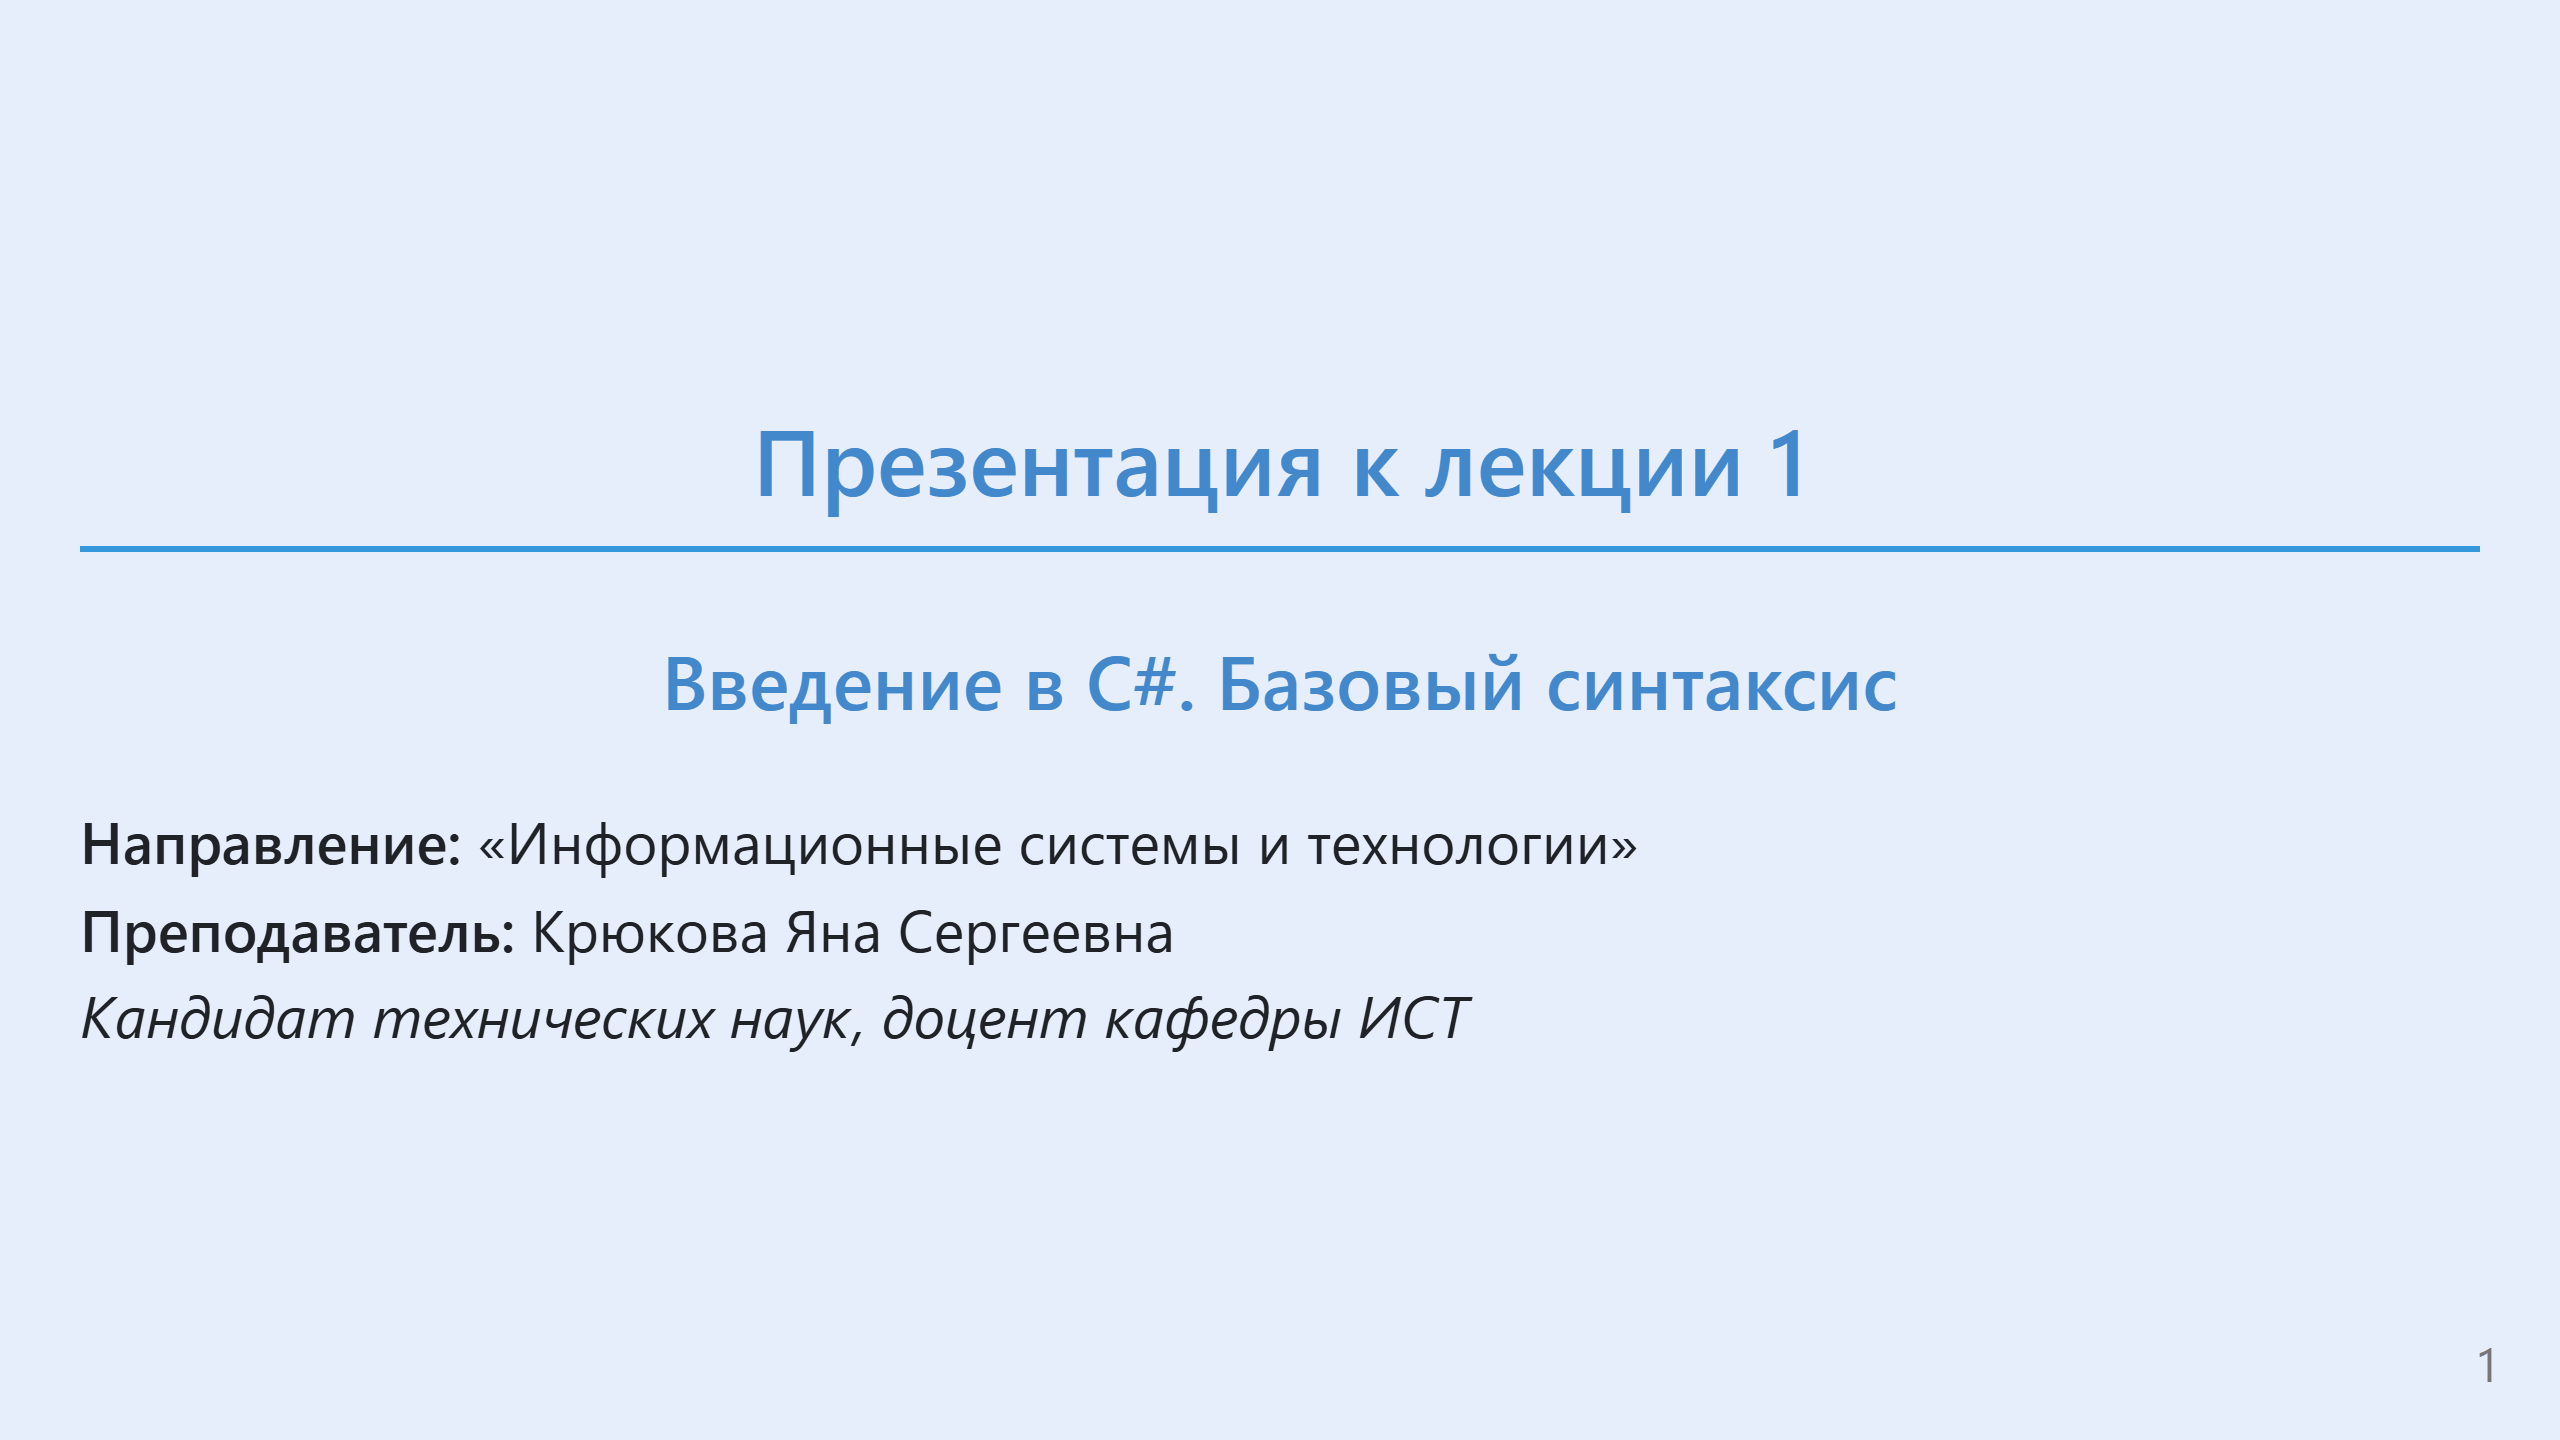 Презентация к лекции 1
Введение в C#. Базовый синтаксис
Направление: «Информационные системы и технологии»
Преподаватель: Крюкова Яна Сергеевна
Кандидат технических наук, доцент кафедры ИСТ
1